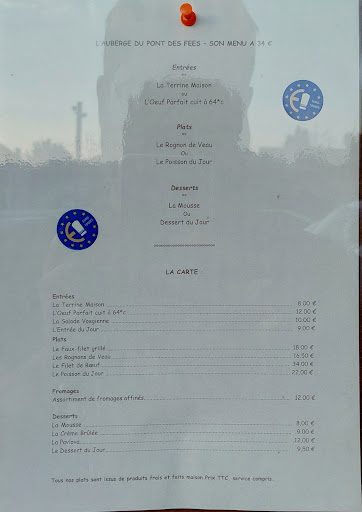 L'AUBERGE DU PONT DES FEES - SON MENU A 34 €
Entrées
La Terrine Maison
ou
L'Oeuf Parfait cuit à 64°c
Plats
Le Rognon de Veau
Ou
Le Poisson du Jour
Desserts
La Mousse
Ou
Dessert du Jour
LA CARTE
Entrées
La Terrine Maison 8.00 €
L'Oeuf Parfait cuit à 64°c 12.00 €
La Salade Vosgienne 10.00 €
L'Entrée du Jour 9.00 €
Plats
Le Faux-filet grillé 18.00 €
Les Rognons de Veau 16.50 €
Le Filet de Bœuf 24.00 €
Le Poisson du Jour 22.00 €
Fromages
Assortiment de fromages affinés 12.00 €
Desserts
La Mousse 8.00 €
La Crème Brûlée 9.00 €
La Pavlova 12.00 €
Le Dessert du Jour 9.50 €
Tous nos plats sont issus de produits frais et faits maison Prix TTC service compris.